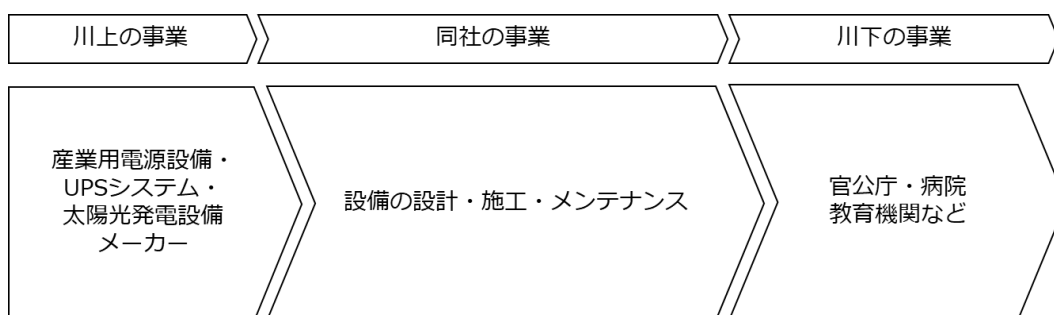 川上の事業
同社の事業
川下の事業
産業用電源設備・
UPSシステム・
太陽光発電設備
メーカー
設備の設計・施工・メンテナンス
官公庁・病院
教育機関など